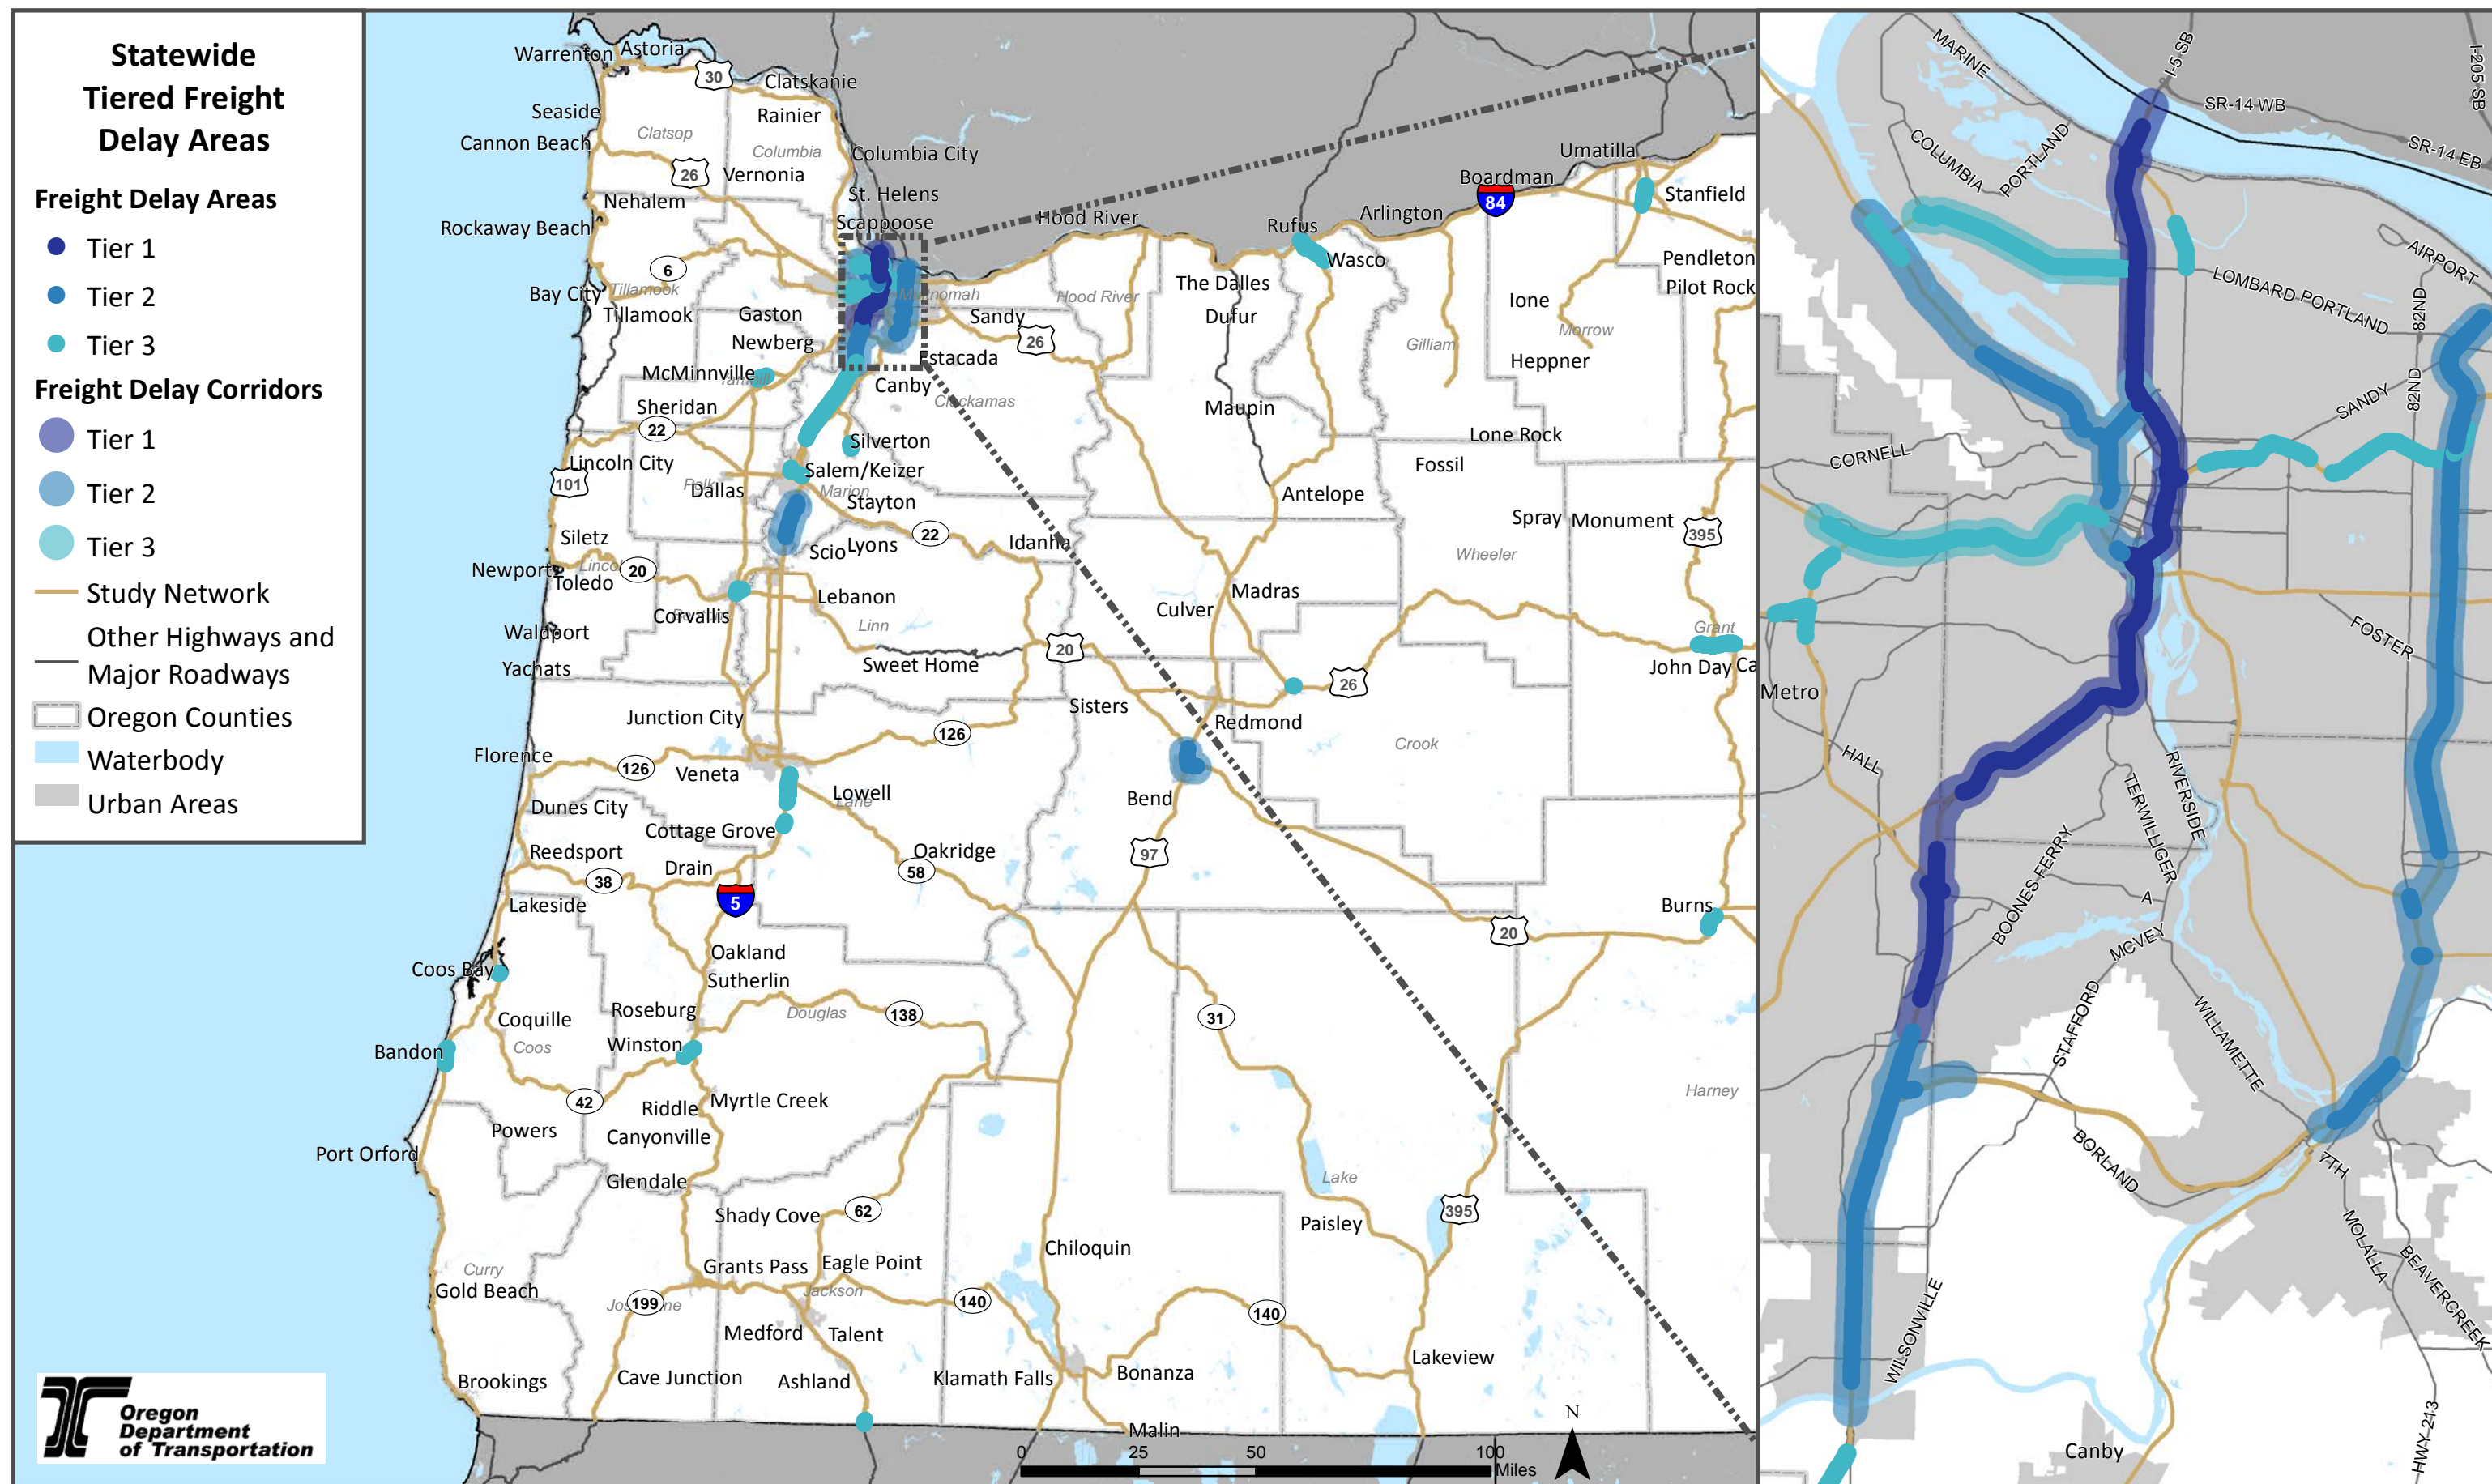 Statewide
Tiered Freight
Delay Areas
Freight Delay Areas
Tier 1
Tier 2
Tier 3
Freight Delay Corridors
Tier 1
Tier 2
Tier 3
Study Network
Other Highways and
Major Roadways
Oregon Counties
Waterbody
Urban Areas
Warrenton
Astoria
30
Clatskanie
Seaside
Rainier
Clatsop
Cannon Beach
Columbia
Columbia City
26
Vernonia
St. Helens
Nehalem
Scappoose
Rockaway Beach
6
Tillamook
Bay City
Tillamook
Gaston
Newberg
Multnomah
Sandy
26
Estacada
McMinnville
Yamhill
Canby
Clackamas
Sheridan
22
Silverton
Lincoln City
Salem/Keizer
101
Polk
Dallas
Marion
Stayton
Siletz
22
Scio
Lyons
Idanha
Newport
Lincoln
20
Toledo
Corvallis
Benton
Lebanon
Linn
Waldport
Yachats
Sweet Home
20
Junction City
Sisters
126
Florence
126
Veneta
Lowell
Lane
Dunes City
Cottage Grove
Reedsport
Drain
Oakridge
38
58
5
Lakeside
Oakland
Sutherlin
Coos Bay
Coquille
Roseburg
Douglas
138
Coos
Winston
Bandon
42
Riddle
Myrtle Creek
Powers
Canyonville
Port Orford
Glendale
Shady Cove
62
Grants Pass
Eagle Point
Curry
Gold Beach
Josephine
199
Jackson
140
Medford
Talent
Brookings
Cave Junction
Ashland
Klamath Falls
Hood River
Hood River
The Dalles
Dufur
Maupin
Rufus
Wasco
Arlington
Boardman
84
Umatilla
Stanfield
Pendleton
Pilot Rock
Ione
Morrow
Gilliam
Heppner
Lone Rock
Fossil
Antelope
Spray
Monument
395
Wheeler
Madras
Culver
Grant
John Day
Ca
26
Redmond
Crook
Bend
97
Burns
20
31
Harney
Lake
Paisley
395
Chiloquin
140
Bonanza
Lakeview
Malin
N
0
25
50
100
Miles
Oregon
Department
of Transportation
MARINE
I-5 SB
I-205 SB
SR-14 WB
SR-14 EB
COLUMBIA
PORTLAND
AIRPORT
LOMBARD PORTLAND
82ND
82ND
SANDY
CORNELL
FOSTER
Metro
HALL
RIVERSIDE
TERWILLIGER
BOONES FERRY
A
MCVEY
STAFFORD
WILLAMETTE
BORLAND
7TH
MOLALLA
BEAVERCREEK
WILSONVILLE
HWY 213
Canby